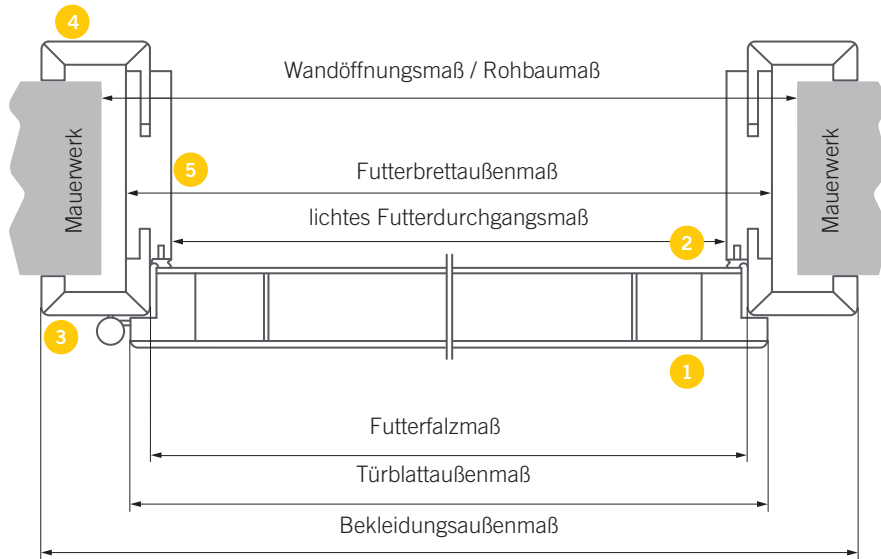 4
Wandöffnungsmaß / Rohbaumaß
Mauerwerk
Mauerwerk
5
Futterbrettaußenmaß
lichtes Futterdurchgangsmaß
2
3
1
Futterfalzmaß
Türblattaußenmaß
Bekleidungsaußenmaß